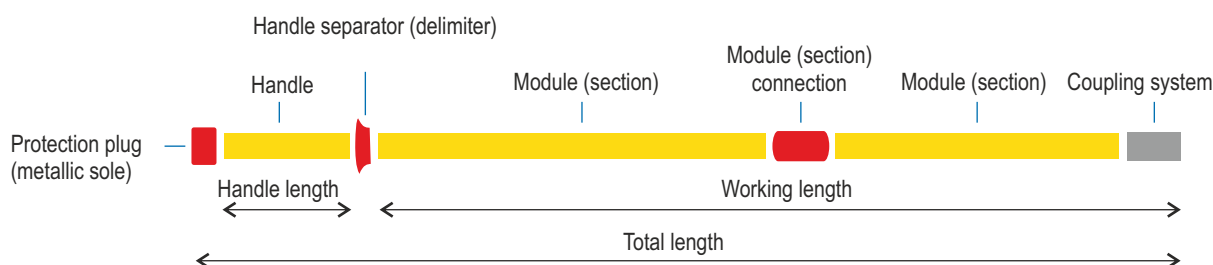 Handle separator (delimiter)
Handle
Module (section)
Module (section)
connection
Module (section)
Coupling system
Protection plug
(metallic sole)
Handle length
Working length
Total length